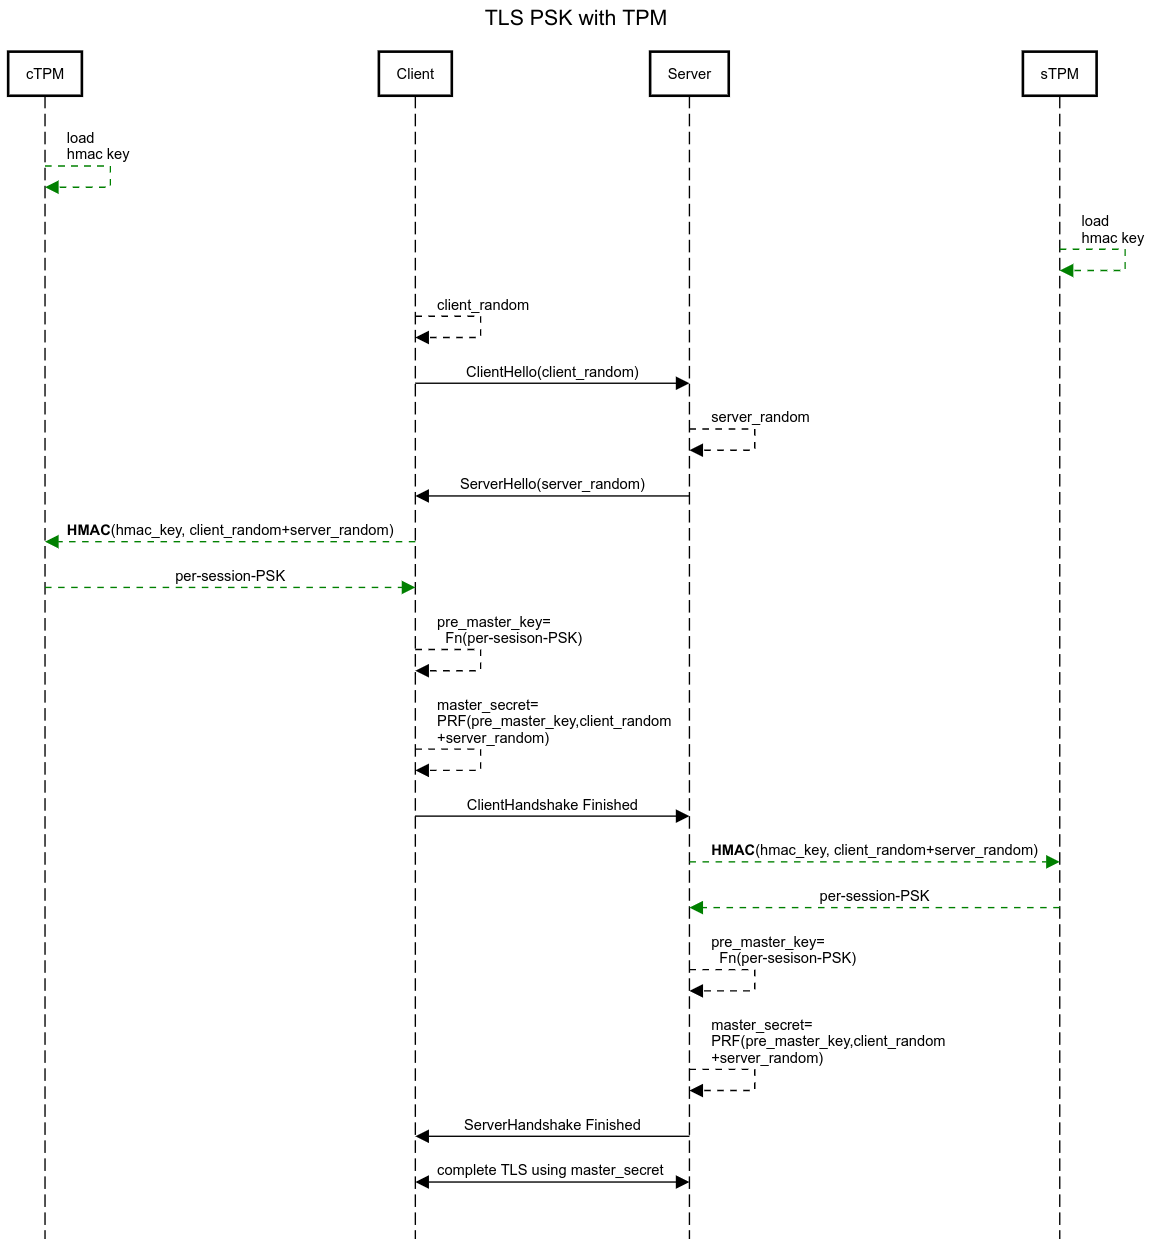 TLS PSK with TPM
cTPM
Client
Server
sTPM
load
hmac key
load
hmac key
client_random
ClientHello(client_random)
server_random
ServerHello(server_random)
HMAC(hmac_key, client_random+server_random)
per-session-PSK
pre_master_key=
Fn(per-sesison-PSK)
master_secret=
PRF(pre_master_key,client_random
+server_random)
ClientHandshake Finished
HMAC(hmac_key, client_random+server_random)
per-session-PSK
pre_master_key=
Fn(per-sesison-PSK)
master_secret=
PRF(pre_master_key,client_random
+server_random)
ServerHandshake Finished
complete TLS using master_secret